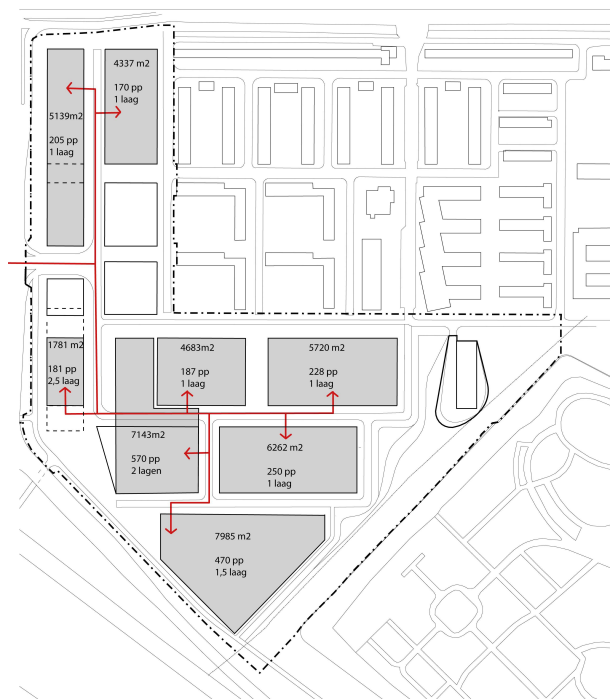 4337 m2
170 pp
1 laag
5139m2
205 pp
1 laag
1781 m2
181 pp
2,5 laag
4683m2
187 pp
1 laag
5720 m2
228 pp
1 laag
7143m2
570 pp
2 lagen
6262 m2
250 pp
1 laag
7985 m2
470 pp
1,5 laag